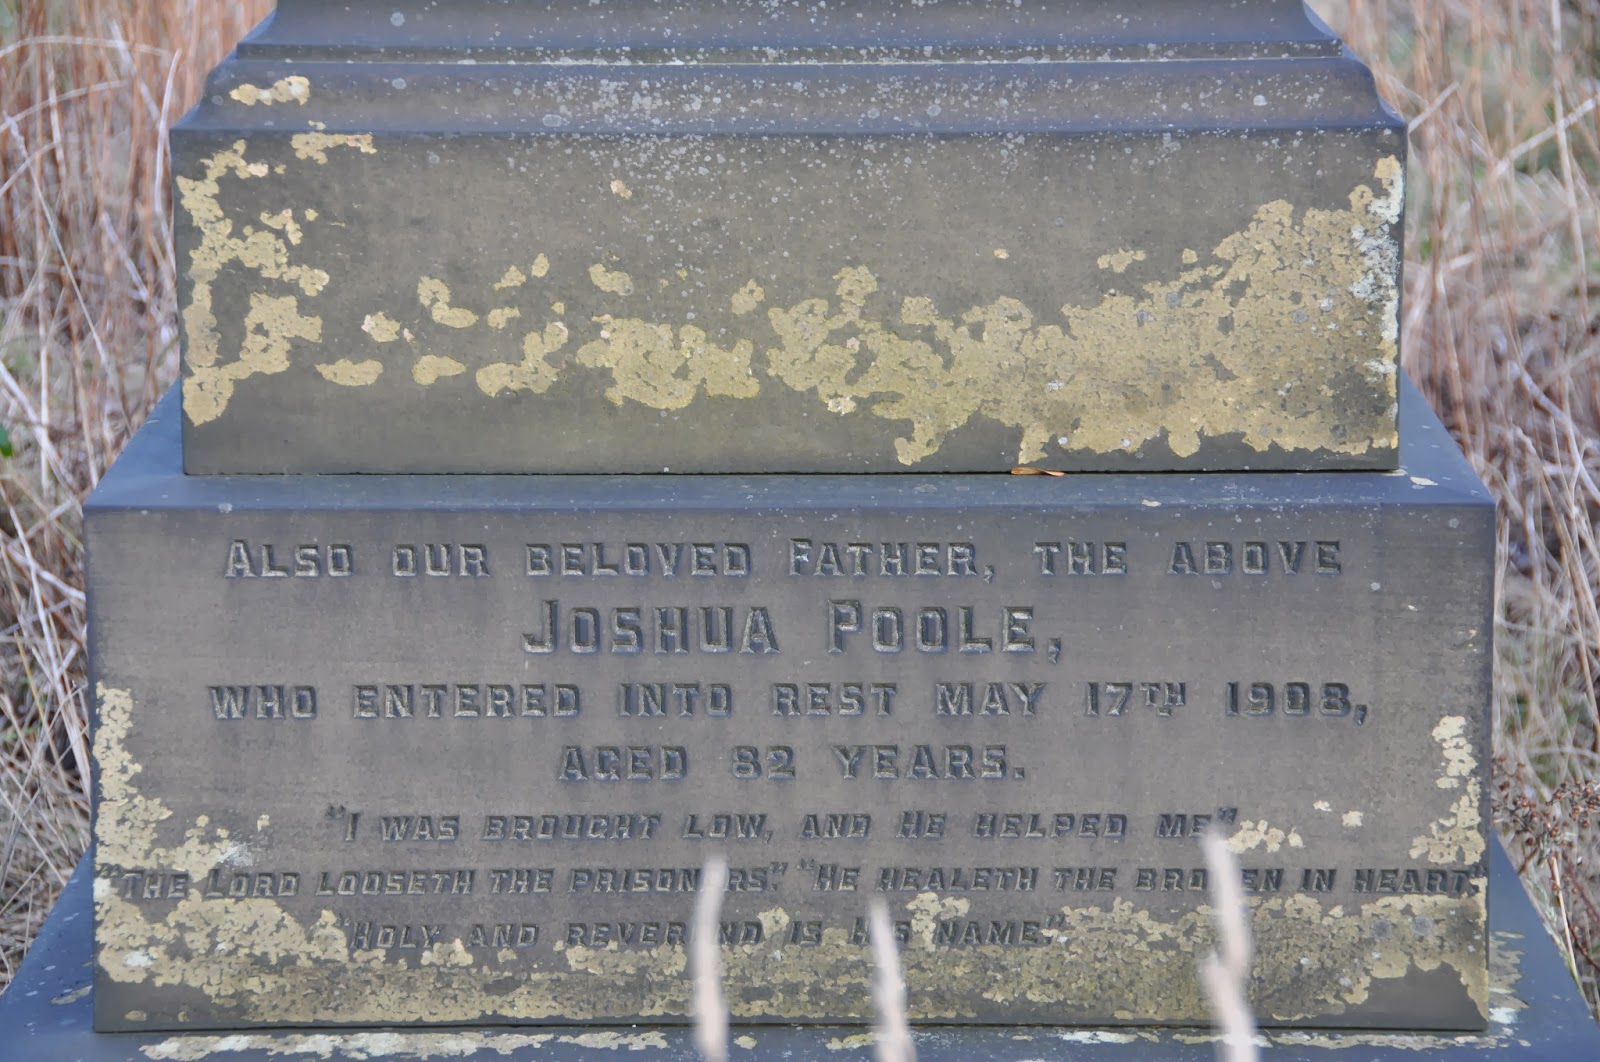 ALSO OUR BELOVED FATHER, THE ABOVE
JOSHUA POOLE,
WHO ENTERED INTO REST MAY 17TH 1908,
AGED 82 YEARS.
"I WAS BROUGHT LOW, AND HE HELPED ME"
"THE LORD LOOSETH THE PRISONERS." "HE HEALETH THE BROKEN IN HEART."
"HOLY AND REVEREND IS HIS NAME."